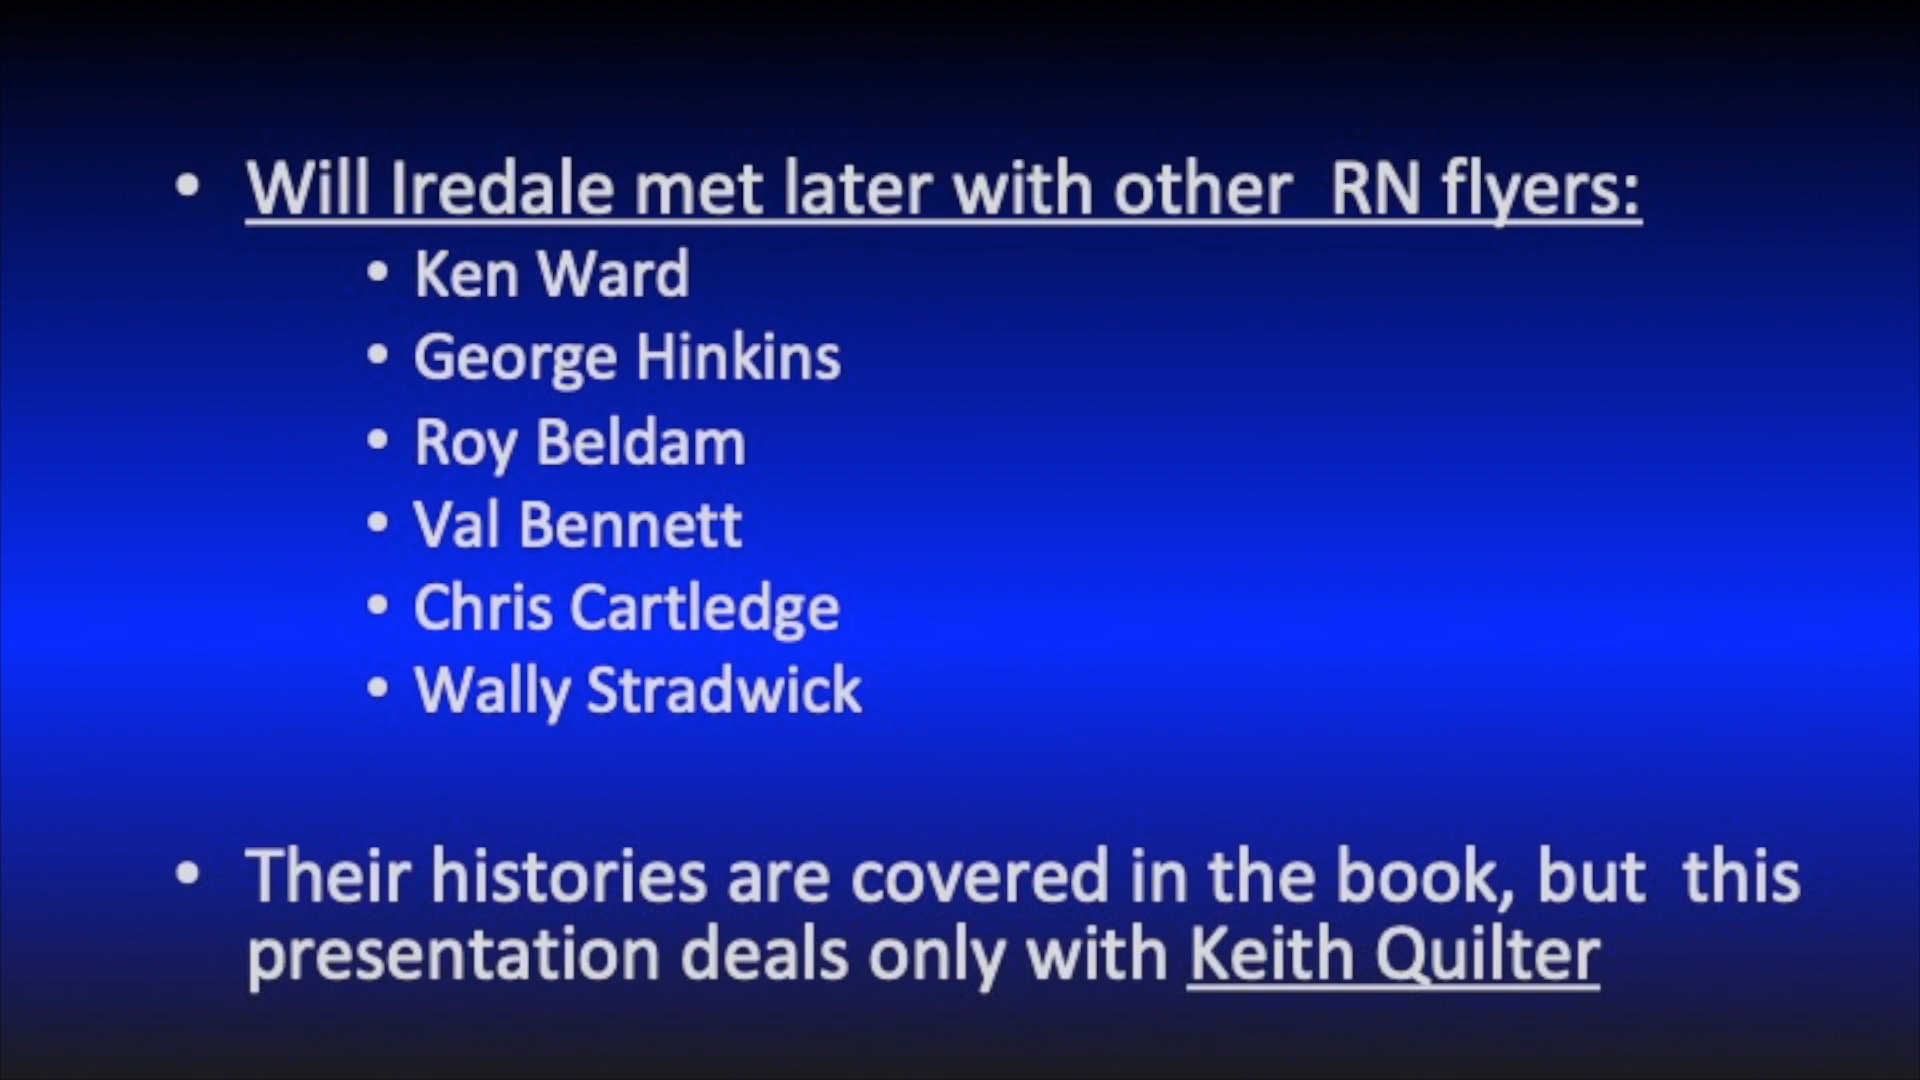 • Will Iredale met later with other RN flyers:
• Ken Ward
• George Hinkins
• Roy Beldam
• Val Bennett
• Chris Cartledge
• Wally Stradwick
• Their histories are covered in the book, but this
presentation deals only with Keith Quilter